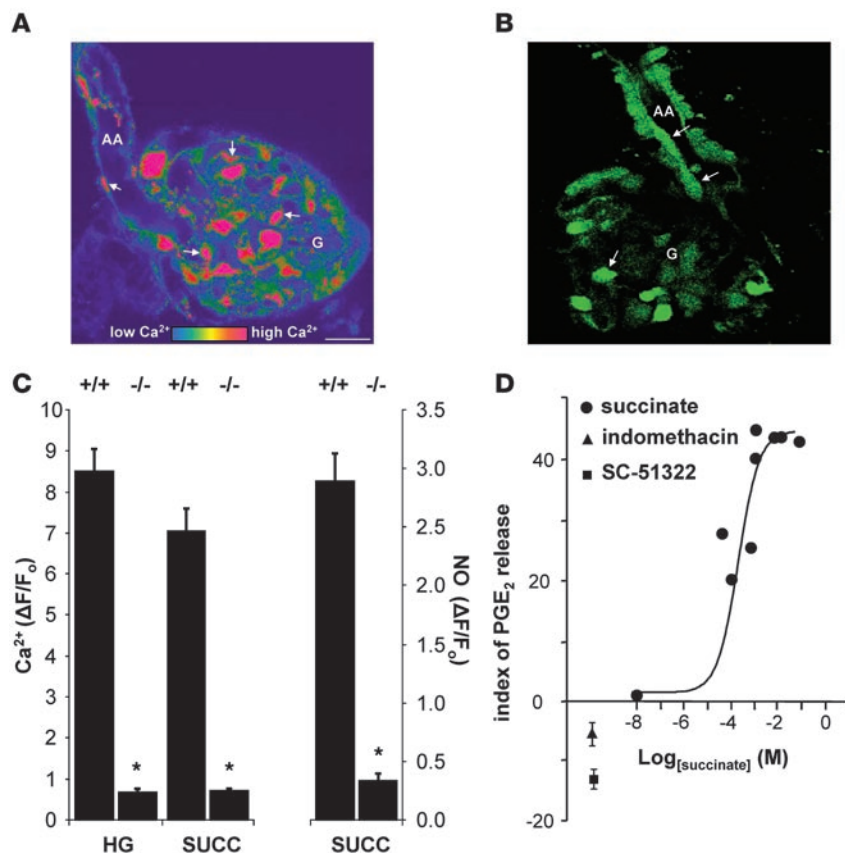 A
AA
G
low Ca²⁺ high Ca²⁺
B
AA
G
C
+/+ -/- +/+ -/- +/+ -/-
10
9
8
7
6
5
4
3
2
1
0
Ca²⁺ (ΔF/Fₒ)
3.5
3.0
2.5
2.0
1.5
1.0
0.5
0.0
NO (ΔF/Fₒ)
* * *
HG SUCC SUCC
D
succinate
indomethacin
SC-51322
40
20
0
-20
index of PGE₂ release
-8 -6 -4 -2 0
Log[succinate] (M)